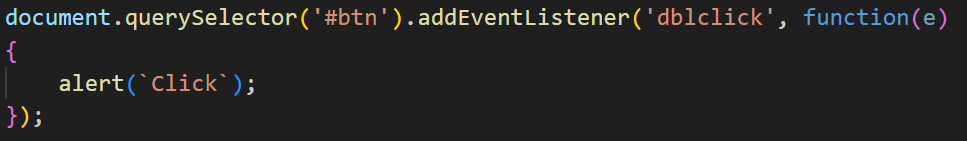 document.querySelector('#btn').addEventListener('dblclick', function(e)
{
    alert(`Click`);
});